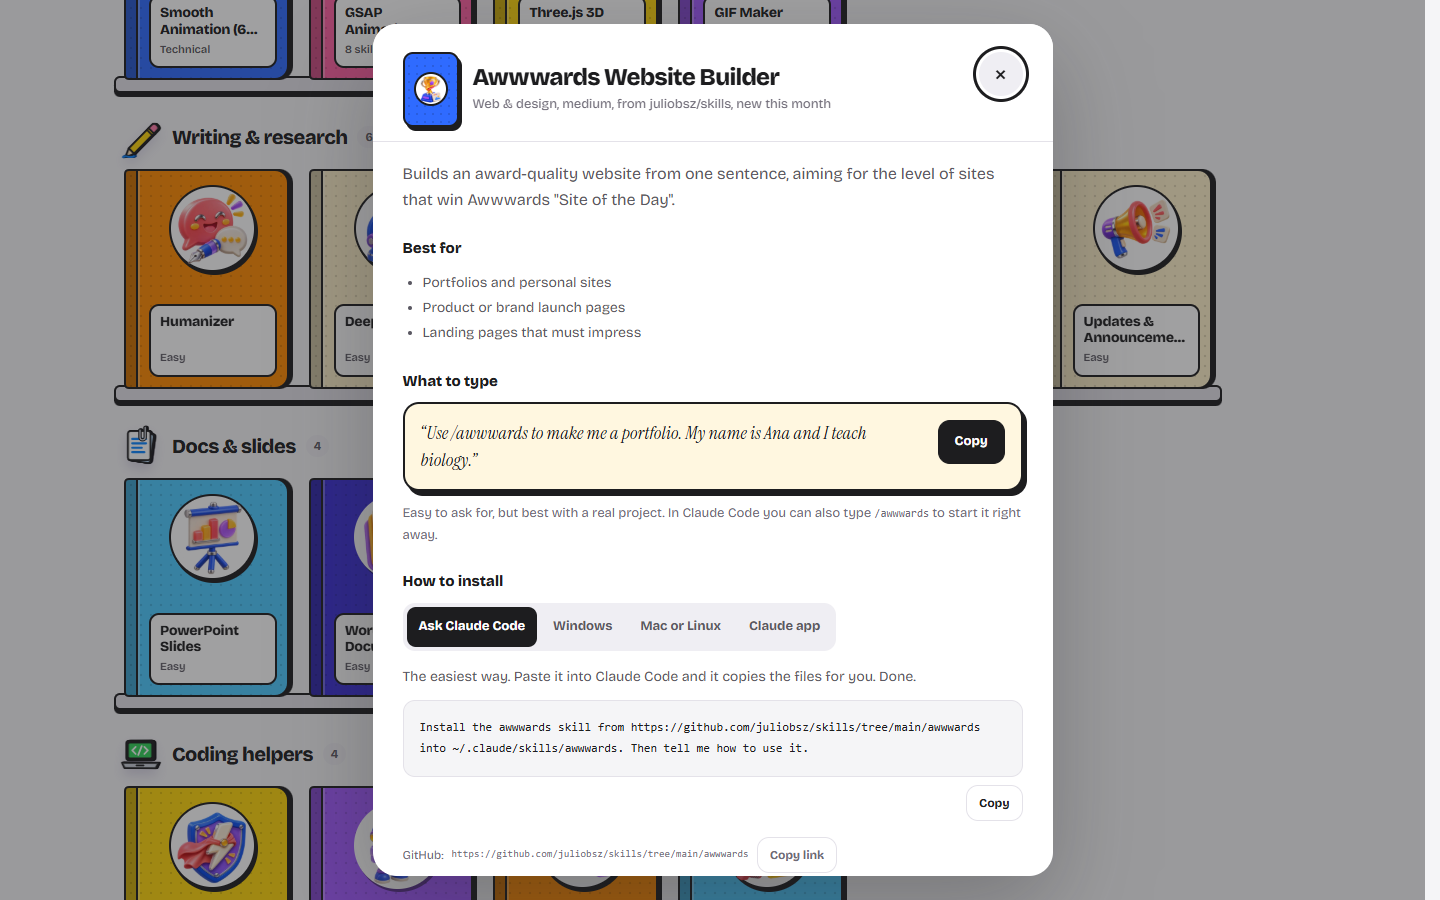 Smooth
Animation (6...
Technical
GSAP
Anim
8 skil
Three.js 3D
GIF Maker
Awwwards Website Builder
Web & design, medium, from juliobsz/skills, new this month
×
Writing & research 6
Humanizer
Easy
Deep
Easy
Updates &
Announceme...
Easy
Builds an award-quality website from one sentence, aiming for the level of sites
that win Awwwards "Site of the Day".
Best for
• Portfolios and personal sites
• Product or brand launch pages
• Landing pages that must impress
What to type
“Use /awwwards to make me a portfolio. My name is Ana and I teach
biology.”
Copy
Easy to ask for, but best with a real project. In Claude Code you can also type /awwwards to start it right
away.
How to install
Ask Claude Code Windows Mac or Linux Claude app
The easiest way. Paste it into Claude Code and it copies the files for you. Done.
Install the awwwards skill from https://github.com/juliobsz/skills/tree/main/awwwards
into ~/.claude/skills/awwwards. Then tell me how to use it.
Copy
GitHub: https://github.com/juliobsz/skills/tree/main/awwwards Copy link
Docs & slides 4
PowerPoint
Slides
Easy
Wor
Docu
Easy
Coding helpers 4